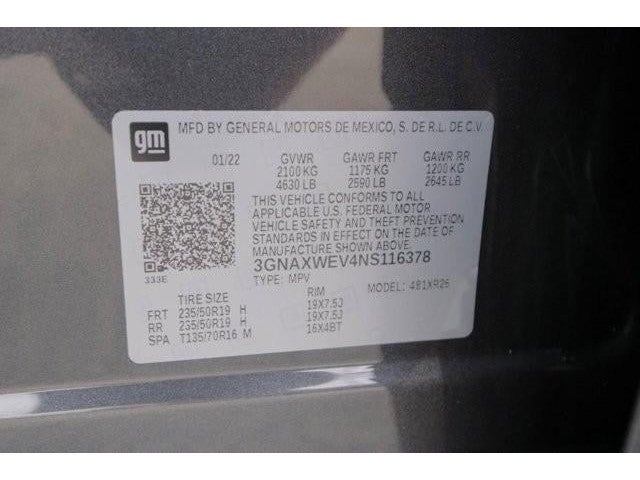 gm MFD BY GENERAL MOTORS DE MEXICO, S. DE R.L. DE C.V.
01/22 GVWR GAWR FRT GAWR RR
2100 KG 1175 KG 1200 KG
4630 LB 2590 LB 2645 LB
THIS VEHICLE CONFORMS TO ALL
APPLICABLE U.S. FEDERAL MOTOR
VEHICLE SAFETY AND THEFT PREVENTION
STANDARDS IN EFFECT ON THE DATE OF
MANUFACTURE SHOWN ABOVE.
3GNAXWEV4NS116378
TYPE: MPV MODEL: 481XR26
333E
TIRE SIZE RIM
FRT 235/50R19 H 19X7.5J
RR 235/50R19 H 19X7.5J
SPA T135/70R16 M 16X4BT